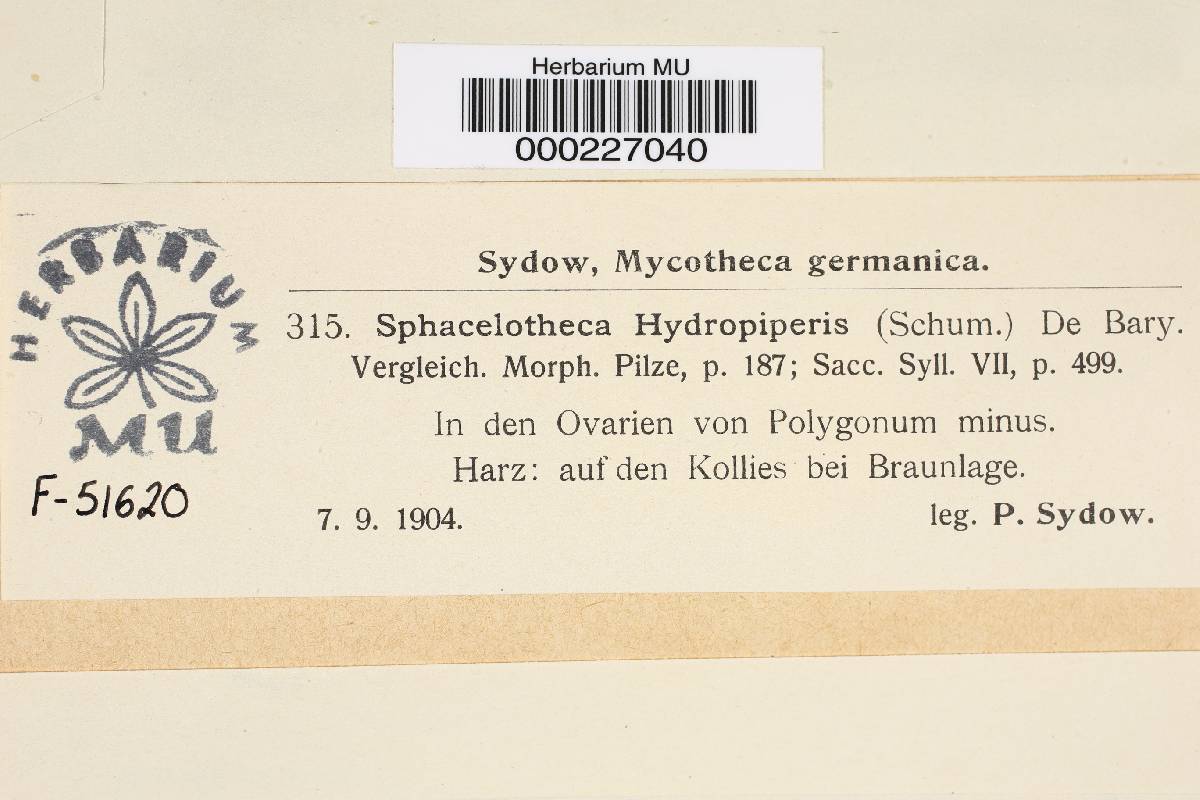 Herbarium MU
000227040
HERBARIUM
MU
F-51620
Sydow, Mycotheca germanica.
315. Sphacelotheca Hydropiperis (Schum.) De Bary.
Vergleich. Morph. Pilze, p. 187; Sacc. Syll. VII, p. 499.
In den Ovarien von Polygonum minus.
Harz: auf den Kollies bei Braunlage.
7. 9. 1904. leg. P. Sydow.